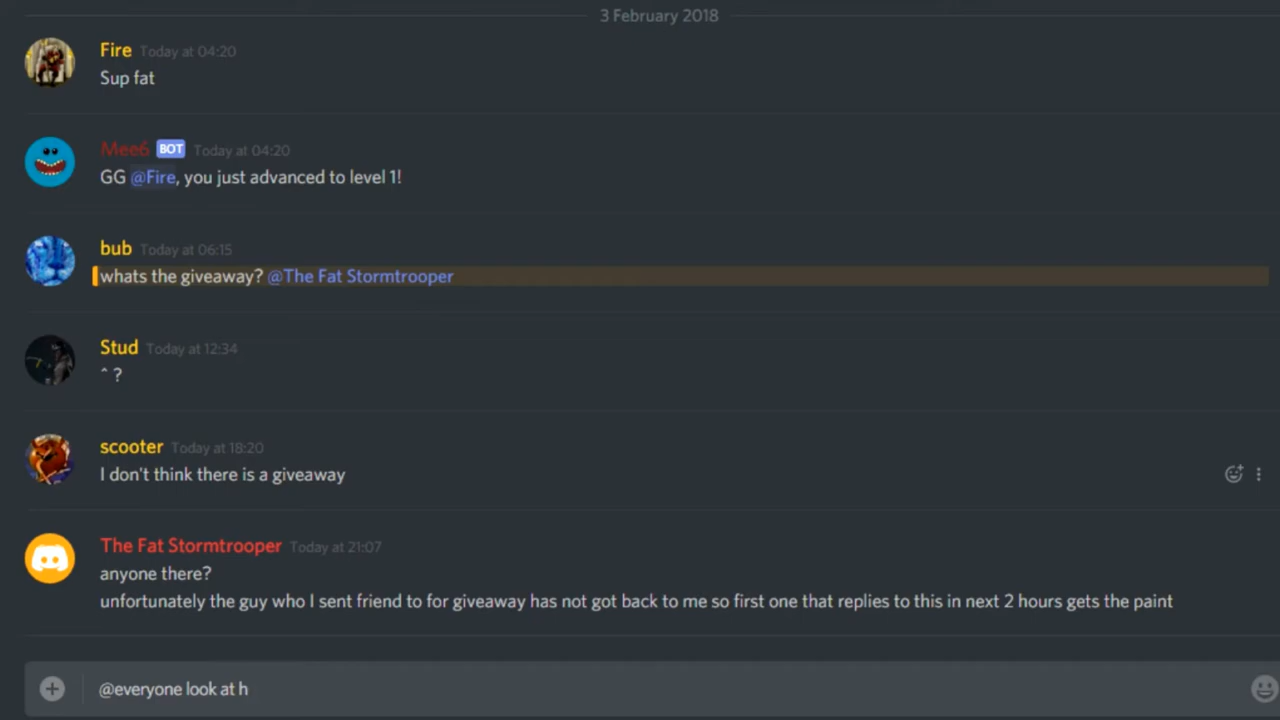 3 February 2018
Fire Today at 04:20
Sup fat
Mee6 BOT Today at 04:20
GG @Fire, you just advanced to level 1!
bub Today at 06:15
whats the giveaway? @The Fat Stormtrooper
Stud Today at 12:34
^ ?
scooter Today at 18:20
I don't think there is a giveaway
The Fat Stormtrooper Today at 21:07
anyone there?
unfortunately the guy who I sent friend to for giveaway has not got back to me so first one that replies to this in next 2 hours gets the paint
@everyone look at h